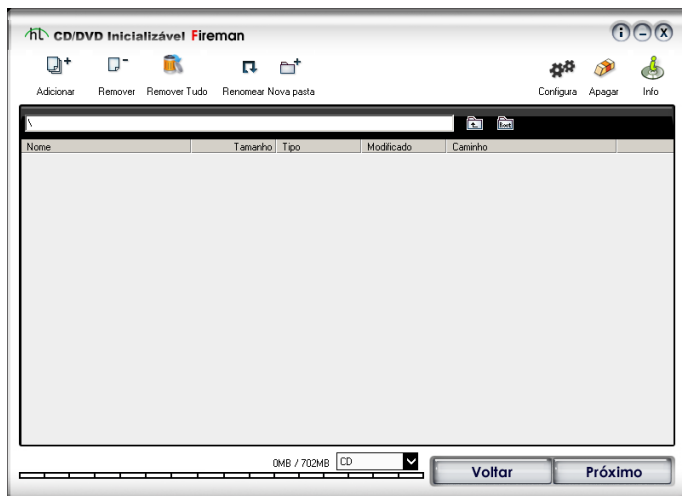 CD/DVD Inicializável Fireman
Adicionar Remover Remover Tudo Renomear Nova pasta Configura Apagar Info
\
Nome Tamanho Tipo Modificado Caminho
0MB / 702MB CD Voltar Próximo